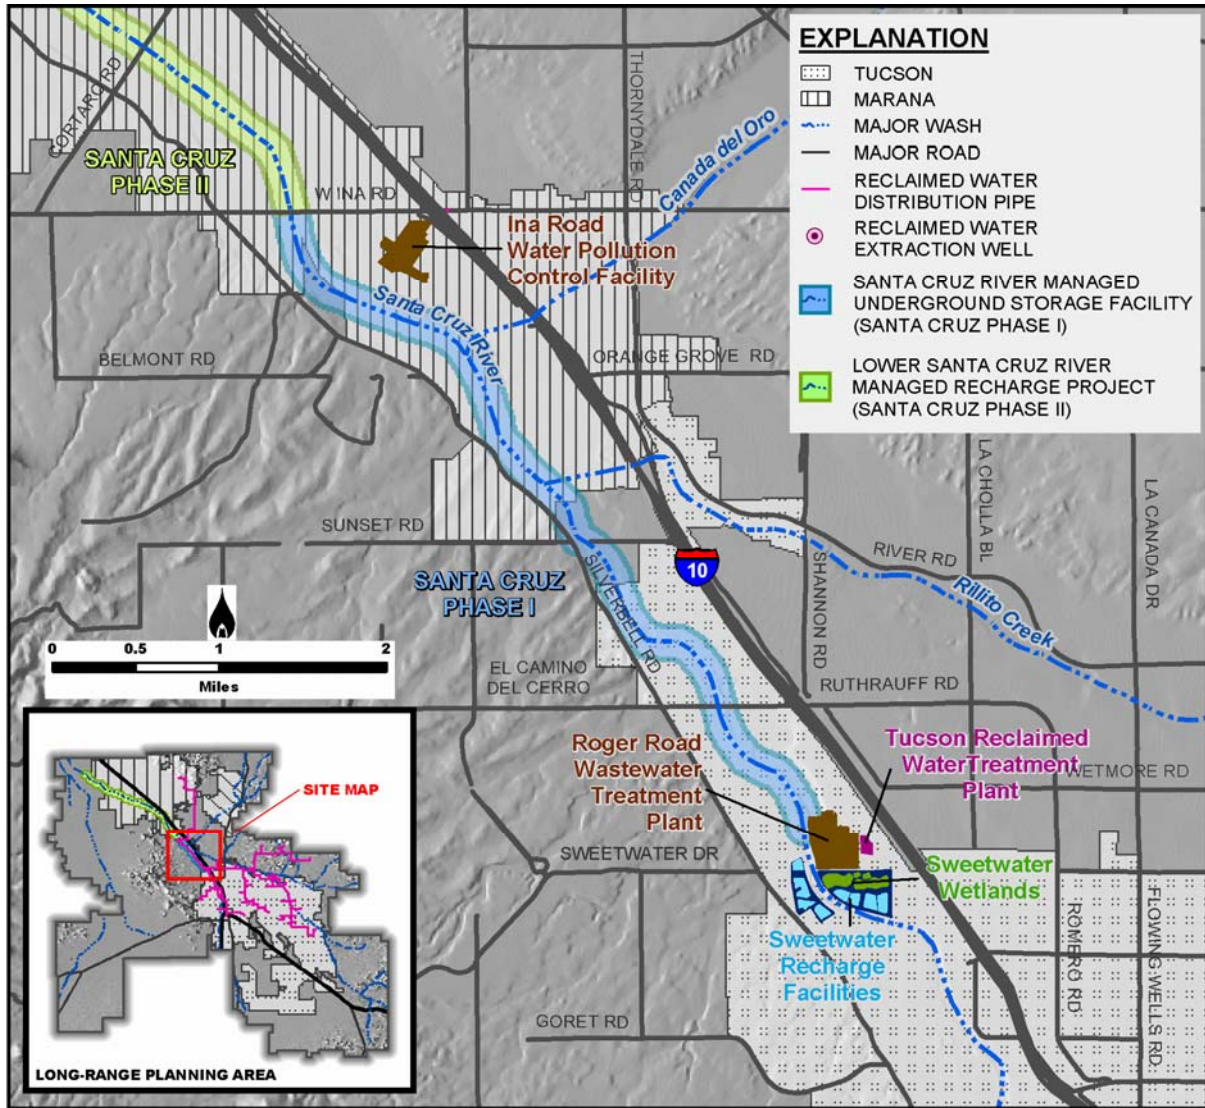 EXPLANATION
TUCSON
MARANA
MAJOR WASH
MAJOR ROAD
RECLAIMED WATER
DISTRIBUTION PIPE
RECLAIMED WATER
EXTRACTION WELL
SANTA CRUZ RIVER MANAGED
UNDERGROUND STORAGE FACILITY
(SANTA CRUZ PHASE I)
LOWER SANTA CRUZ RIVER
MANAGED RECHARGE PROJECT
(SANTA CRUZ PHASE II)
CORTARO RD
THORNYDALE RD
Canada del Oro
SANTA CRUZ
PHASE II
W INA RD
Ina Road
Water Pollution
Control Facility
Santa Cruz River
BELMONT RD
ORANGE GROVE RD
LA CHOLLA BL
LA CANADA DR
SUNSET RD
RIVER RD
SHANNON RD
10
SANTA CRUZ
PHASE I
SILVERBELL RD
Rillito Creek
0
0.5
1
2
Miles
EL CAMINO
DEL CERRO
RUTHRAUFF RD
Roger Road
Wastewater
Treatment
Plant
Tucson Reclaimed
WaterTreatment
Plant
WETMORE RD
SITE MAP
SWEETWATER DR
Sweetwater
Wetlands
ROMERO RD
FLOWING WELLS RD
Sweetwater
Recharge
Facilities
GORET RD
LONG-RANGE PLANNING AREA